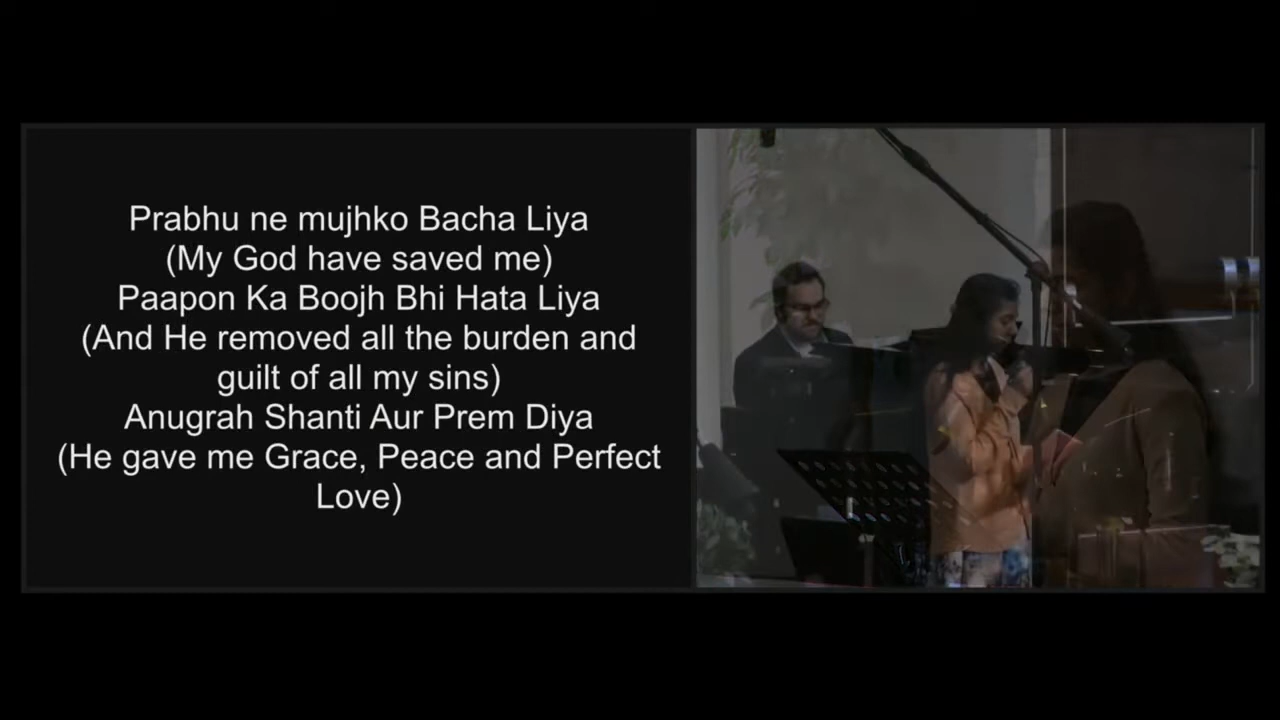 Prabhu ne mujhko Bacha Liya
(My God have saved me)
Paapon Ka Boojh Bhi Hata Liya
(And He removed all the burden and
guilt of all my sins)
Anugrah Shanti Aur Prem Diya
(He gave me Grace, Peace and Perfect
Love)